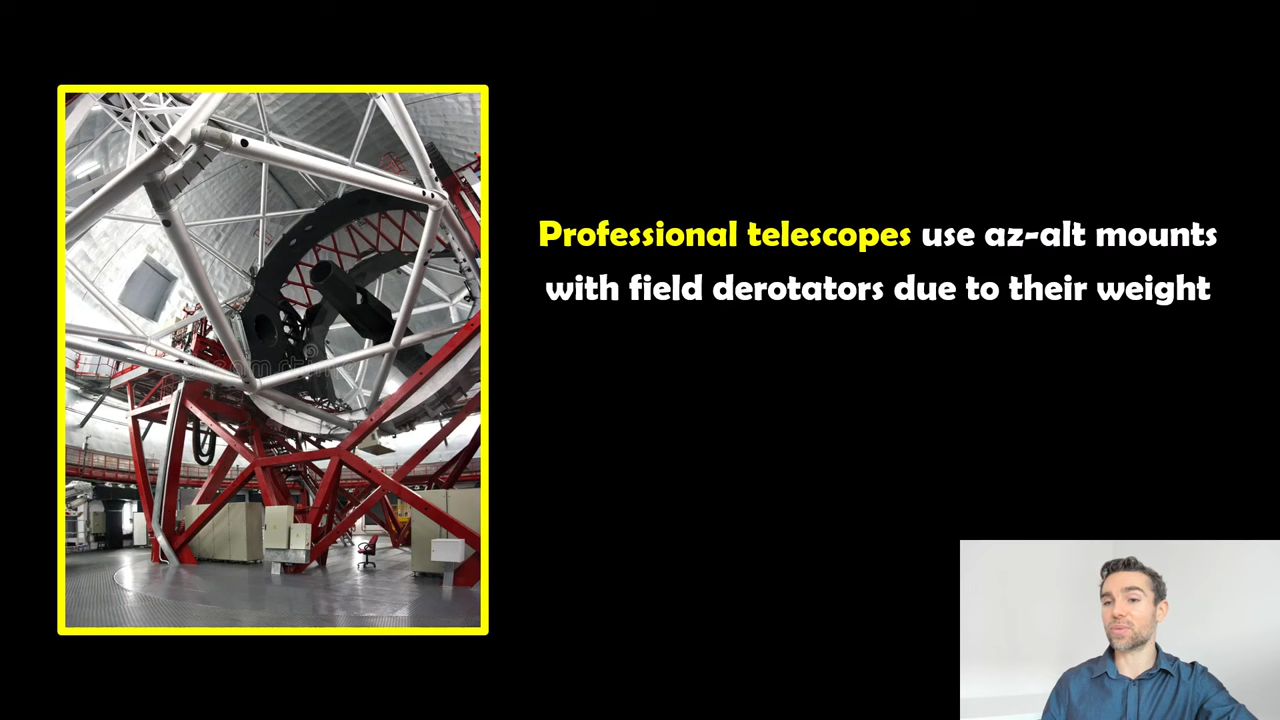 Professional telescopes use az-alt mounts
with field derotators due to their weight